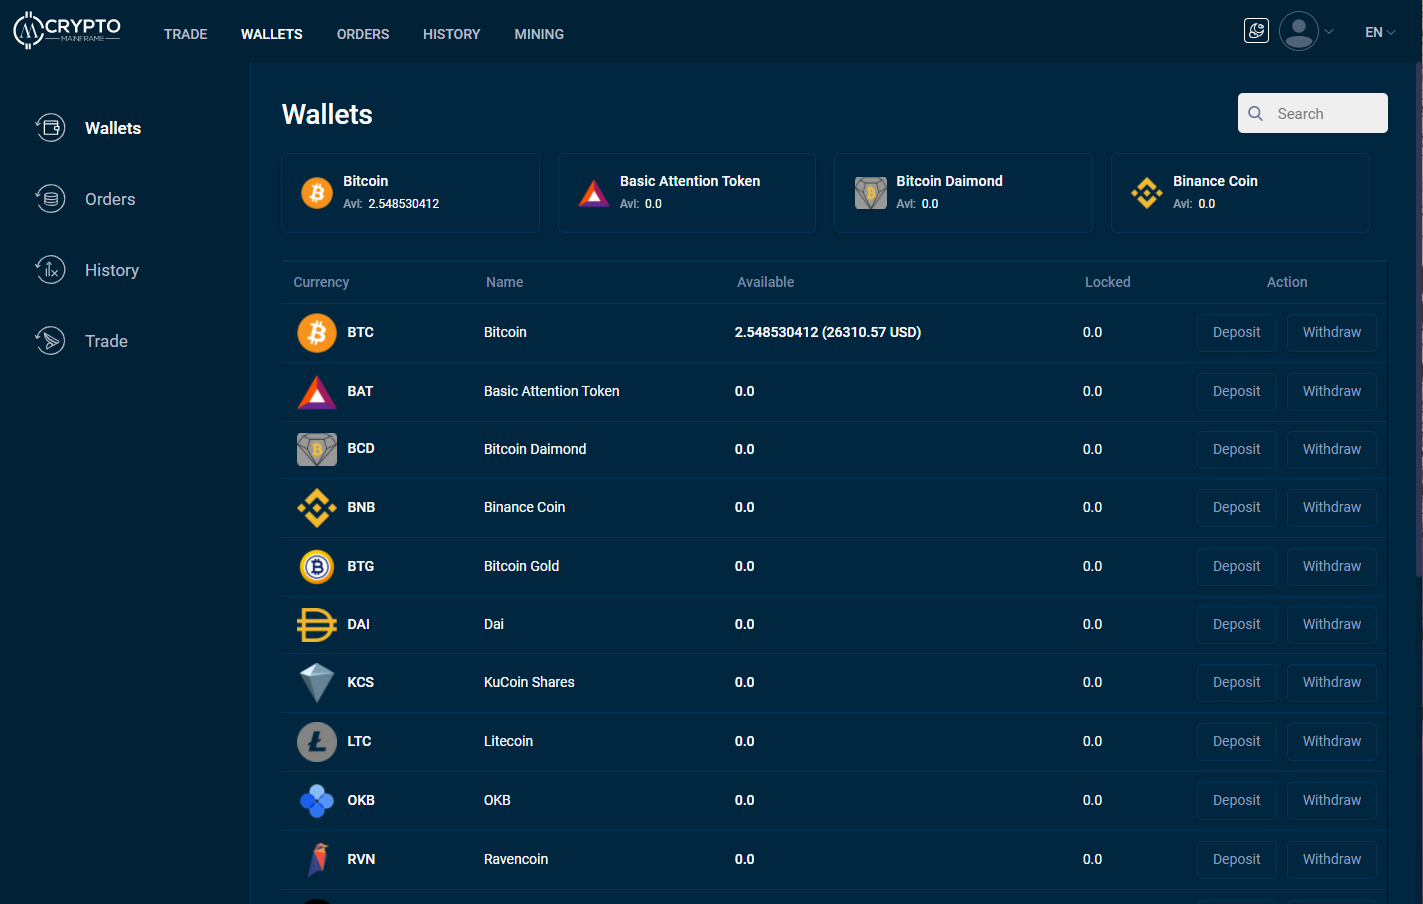 CRYPTO
MAINFRAME
TRADE WALLETS ORDERS HISTORY MINING EN
Wallets
Orders
History
Trade
Wallets
Search
Bitcoin
Avl: 2.548530412
Basic Attention Token
Avl: 0.0
Bitcoin Daimond
Avl: 0.0
Binance Coin
Avl: 0.0
Currency Name Available Locked Action
BTC Bitcoin 2.548530412 (26310.57 USD) 0.0 Deposit Withdraw
BAT Basic Attention Token 0.0 0.0 Deposit Withdraw
BCD Bitcoin Daimond 0.0 0.0 Deposit Withdraw
BNB Binance Coin 0.0 0.0 Deposit Withdraw
BTG Bitcoin Gold 0.0 0.0 Deposit Withdraw
DAI Dai 0.0 0.0 Deposit Withdraw
KCS KuCoin Shares 0.0 0.0 Deposit Withdraw
LTC Litecoin 0.0 0.0 Deposit Withdraw
OKB OKB 0.0 0.0 Deposit Withdraw
RVN Ravencoin 0.0 0.0 Deposit Withdraw